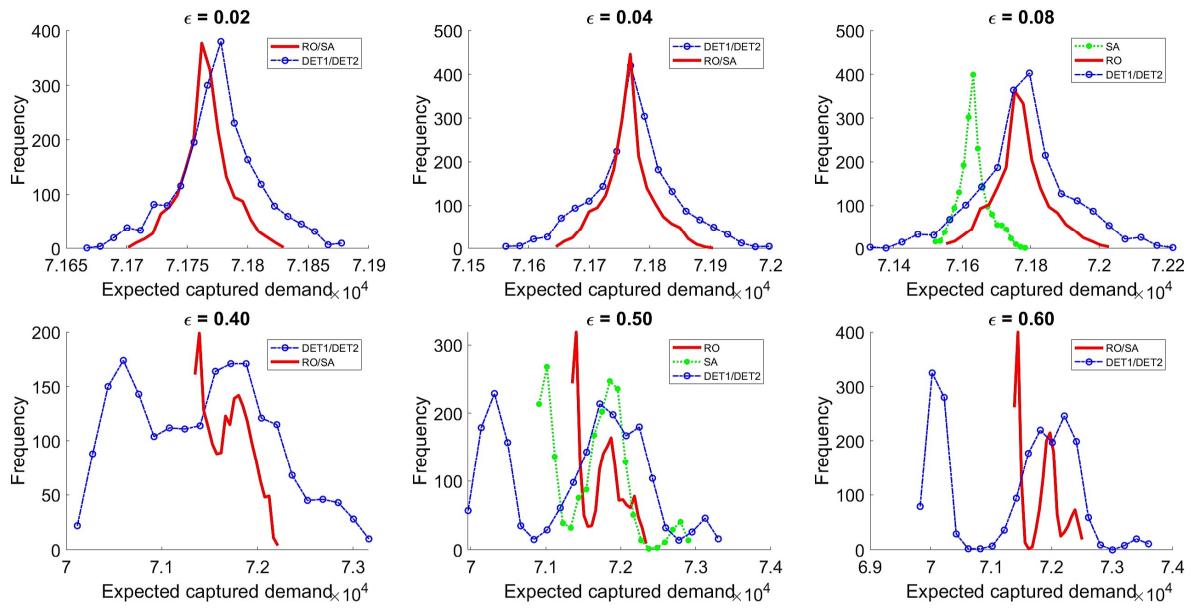 ϵ = 0.02
400
300
200
100
0
Frequency
RO/SA
DET1/DET2
7.165 7.17 7.175 7.18 7.185 7.19
Expected captured demand ×10^4
ϵ = 0.04
500
400
300
200
100
0
Frequency
DET1/DET2
RO/SA
7.15 7.16 7.17 7.18 7.19 7.2
Expected captured demand ×10^4
ϵ = 0.08
500
400
300
200
100
0
Frequency
SA
RO
DET1/DET2
7.14 7.16 7.18 7.2 7.22
Expected captured demand ×10^4
ϵ = 0.40
200
150
100
50
0
Frequency
DET1/DET2
RO/SA
7 7.1 7.2 7.3
Expected captured demand ×10^4
ϵ = 0.50
300
200
100
0
Frequency
RO
SA
DET1/DET2
7 7.1 7.2 7.3 7.4
Expected captured demand ×10^4
ϵ = 0.60
400
300
200
100
0
Frequency
RO/SA
DET1/DET2
6.9 7 7.1 7.2 7.3 7.4
Expected captured demand ×10^4